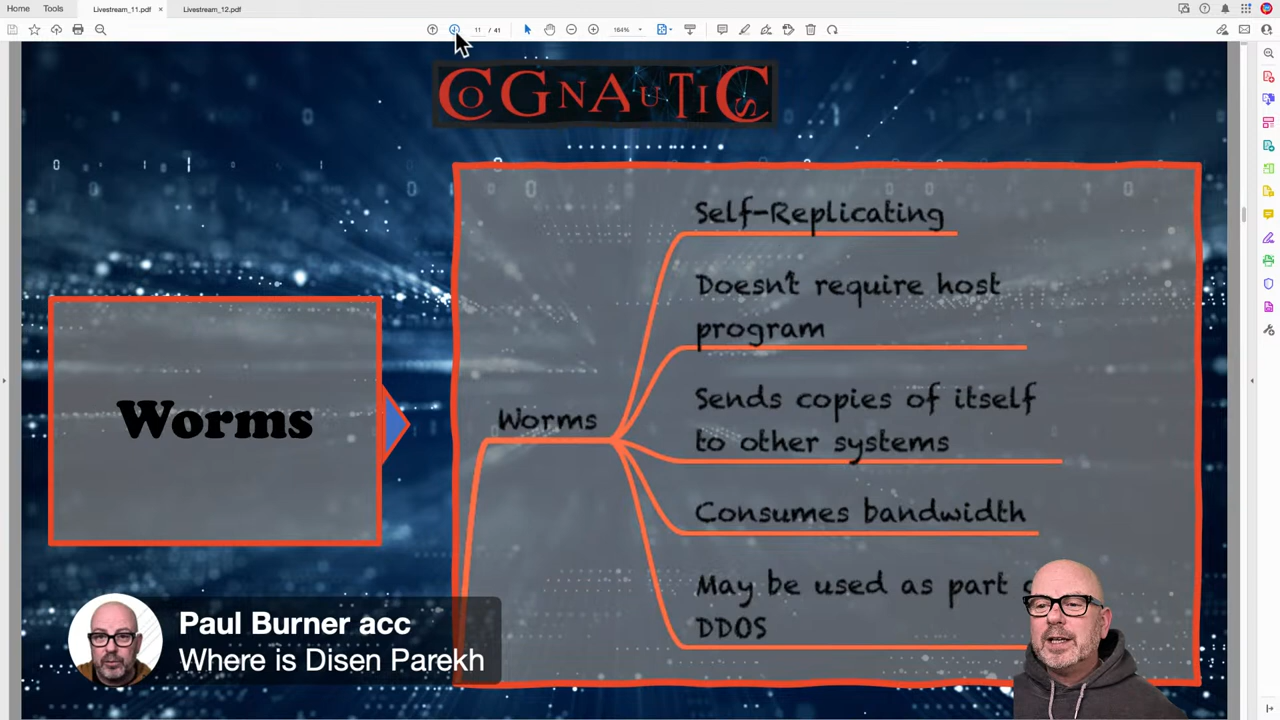 Home
Tools
Livestream_11.pdf
Livestream_12.pdf
11 / 41
164%
COGNAUTICS
Self-Replicating
Doesn't require host
program
Sends copies of itself
to other systems
Worms
Worms
Consumes bandwidth
May be used as part
DDOS
Paul Burner acc
Where is Disen Parekh